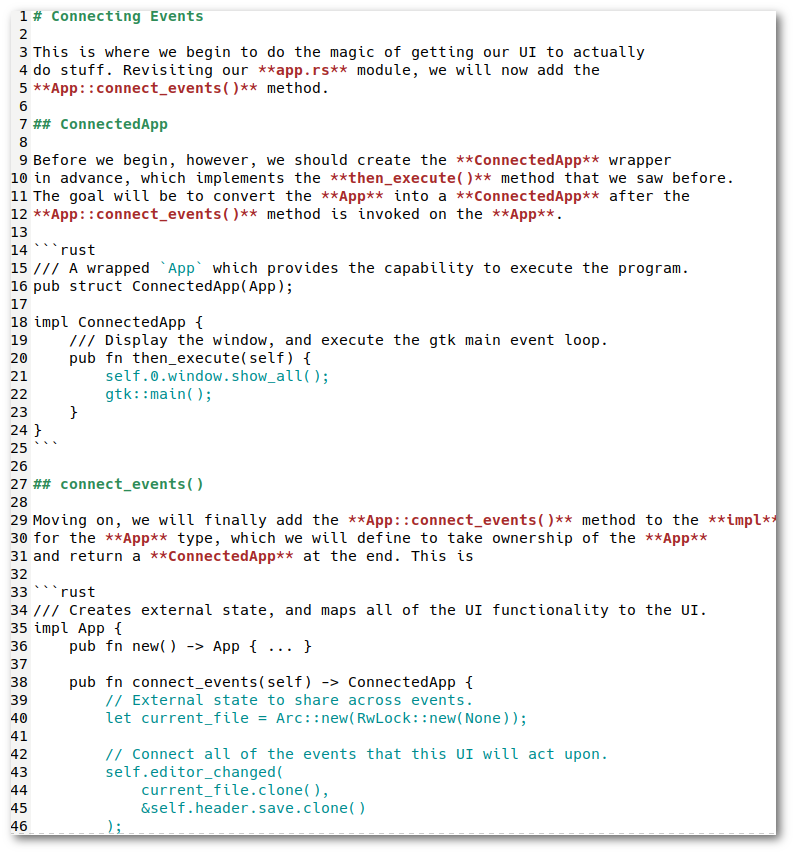 1 # Connecting Events
2
3 This is where we begin to do the magic of getting our UI to actually
4 do stuff. Revisiting our **app.rs** module, we will now add the
5 **App::connect_events()** method.
6
7 ## ConnectedApp
8
9 Before we begin, however, we should create the **ConnectedApp** wrapper
10 in advance, which implements the **then_execute()** method that we saw before.
11 The goal will be to convert the **App** into a **ConnectedApp** after the
12 **App::connect_events()** method is invoked on the **App**.
13
14 ```rust
15 /// A wrapped `App` which provides the capability to execute the program.
16 pub struct ConnectedApp(App);
17
18 impl ConnectedApp {
19     /// Display the window, and execute the gtk main event loop.
20     pub fn then_execute(self) {
21         self.0.window.show_all();
22         gtk::main();
23     }
24 }
25 ```
26
27 ## connect_events()
28
29 Moving on, we will finally add the **App::connect_events()** method to the **impl**
30 for the **App** type, which we will define to take ownership of the **App**
31 and return a **ConnectedApp** at the end. This is
32
33 ```rust
34 /// Creates external state, and maps all of the UI functionality to the UI.
35 impl App {
36     pub fn new() -> App { ... }
37
38     pub fn connect_events(self) -> ConnectedApp {
39         // External state to share across events.
40         let current_file = Arc::new(RwLock::new(None));
41
42         // Connect all of the events that this UI will act upon.
43         self.editor_changed(
44             current_file.clone(),
45             &self.header.save.clone()
46         );